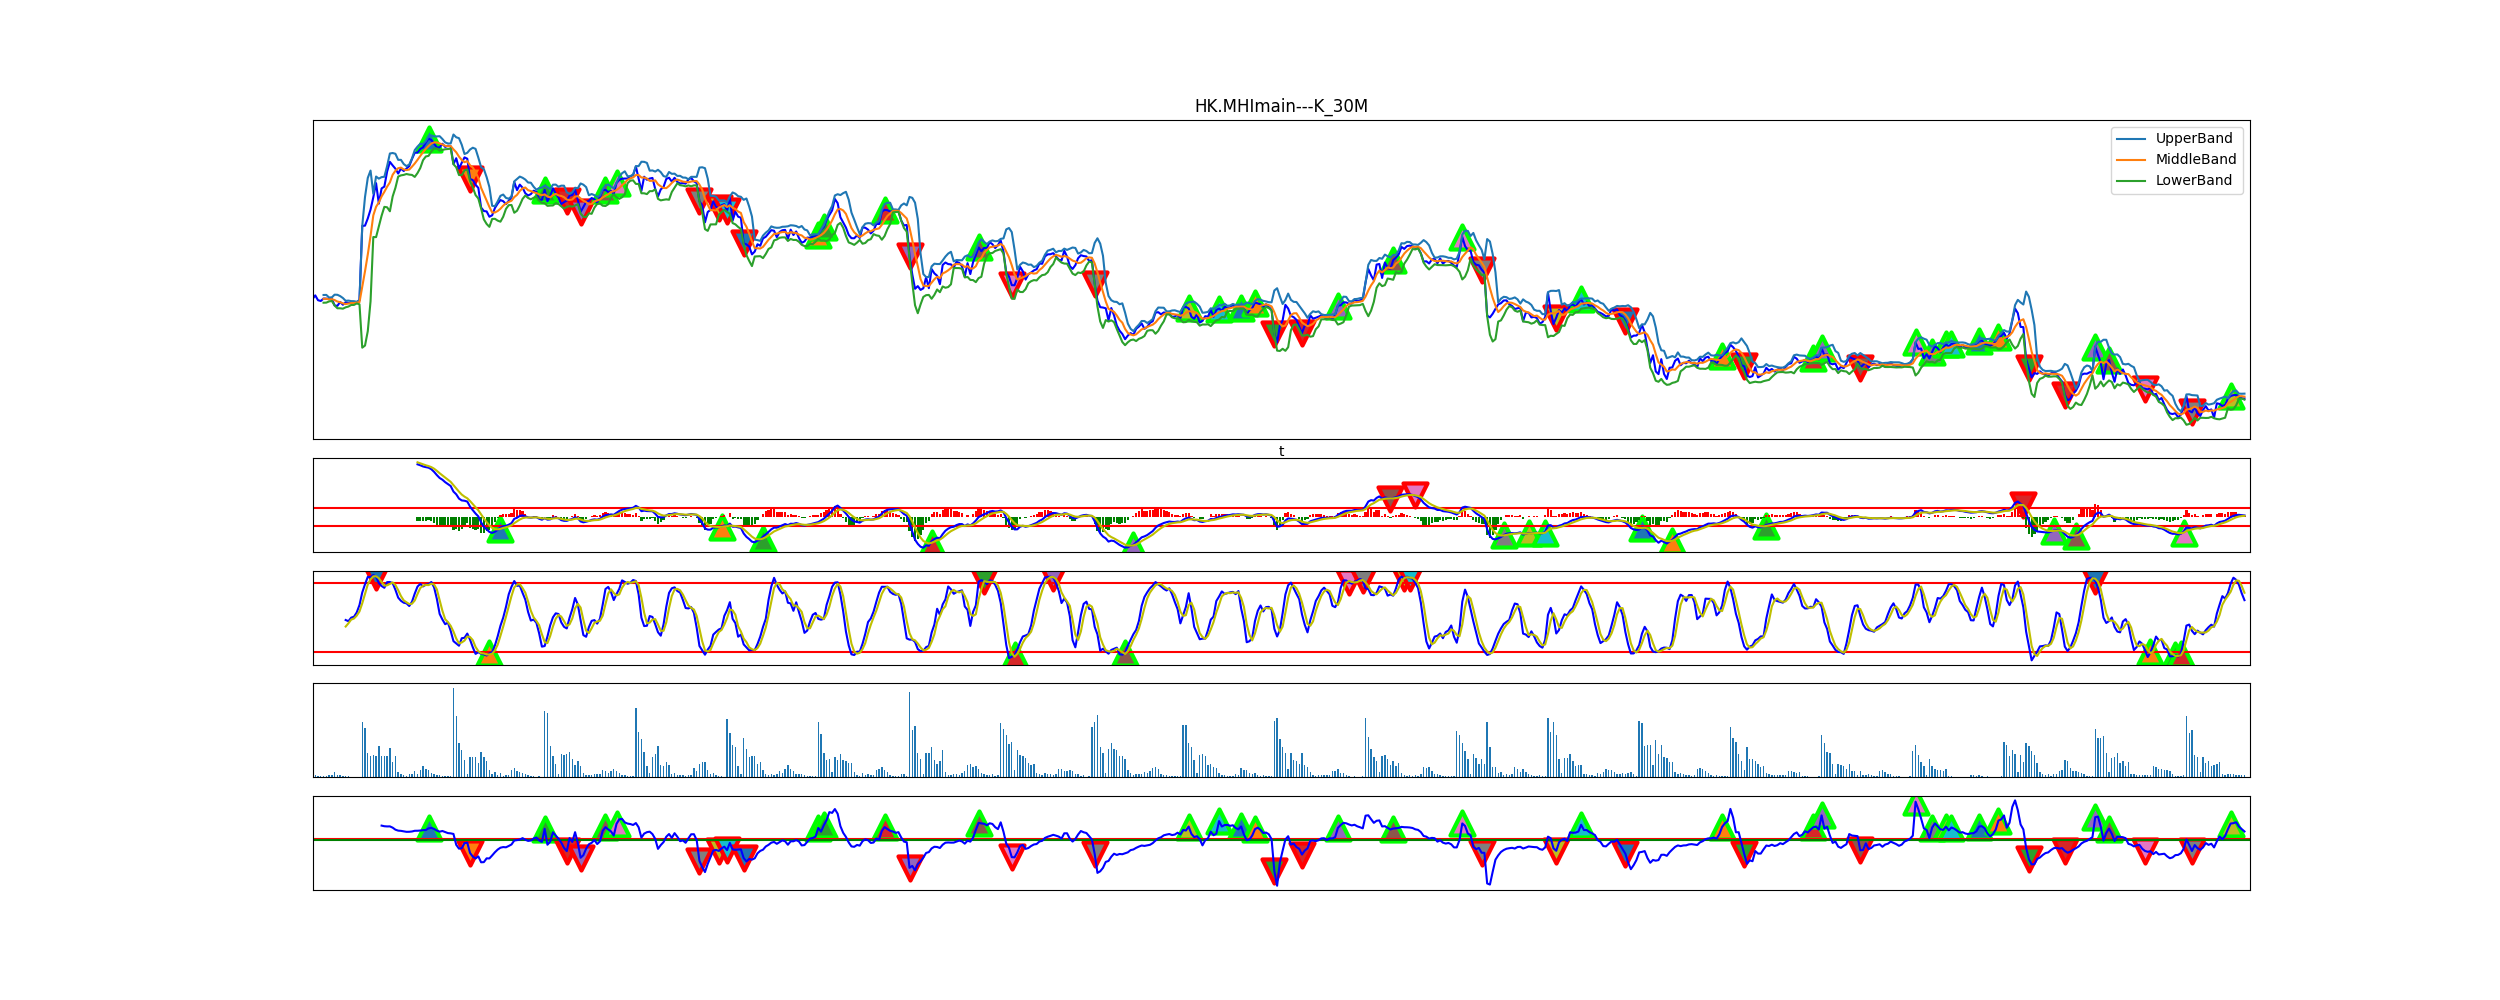 HK.MHImain---K_30M
UpperBand
MiddleBand
LowerBand
t